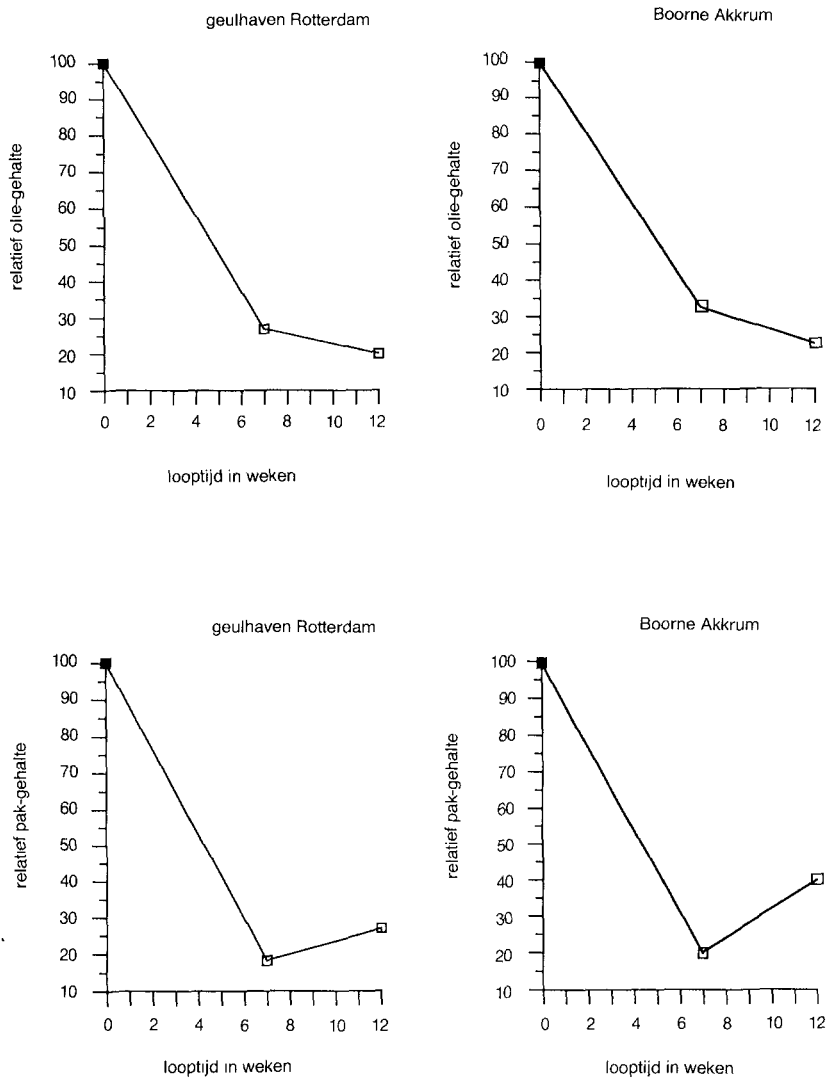 geulhaven Rotterdam
relatief olie-gehalte
100
90
80
70
60
50
40
30
20
10
0 2 4 6 8 10 12
looptijd in weken
Boorne Akkrum
relatief olie-gehalte
100
90
80
70
60
50
40
30
20
10
0 2 4 6 8 10 12
looptijd in weken
geulhaven Rotterdam
relatief pak-gehalte
100
90
80
70
60
50
40
30
20
10
0 2 4 6 8 10 12
looptijd in weken
Boorne Akkrum
relatief pak-gehalte
100
90
80
70
60
50
40
30
20
10
0 2 4 6 8 10 12
looptijd in weken